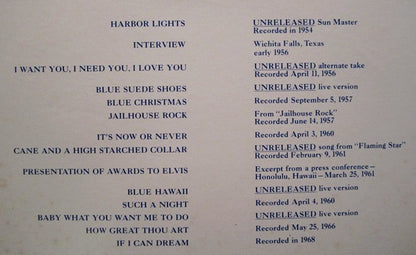 HARBOR LIGHTS UNRELEASED Sun Master
Recorded in 1954
INTERVIEW Wichita Falls, Texas
early 1956
I WANT YOU, I NEED YOU, I LOVE YOU UNRELEASED alternate take
Recorded April 11, 1956
BLUE SUEDE SHOES UNRELEASED live version
BLUE CHRISTMAS Recorded September 5, 1957
JAILHOUSE ROCK From "Jailhouse Rock"
Recorded June 14, 1957
IT'S NOW OR NEVER Recorded April 3, 1960
CANE AND A HIGH STARCHED COLLAR UNRELEASED song from "Flaming Star"
Recorded February 9, 1961
PRESENTATION OF AWARDS TO ELVIS Excerpt from a press conference—
Honolulu, Hawaii—March 25, 1961
BLUE HAWAII UNRELEASED live version
SUCH A NIGHT Recorded April 4, 1960
BABY WHAT YOU WANT ME TO DO UNRELEASED live version
HOW GREAT THOU ART Recorded May 25, 1966
IF I CAN DREAM Recorded in 1968